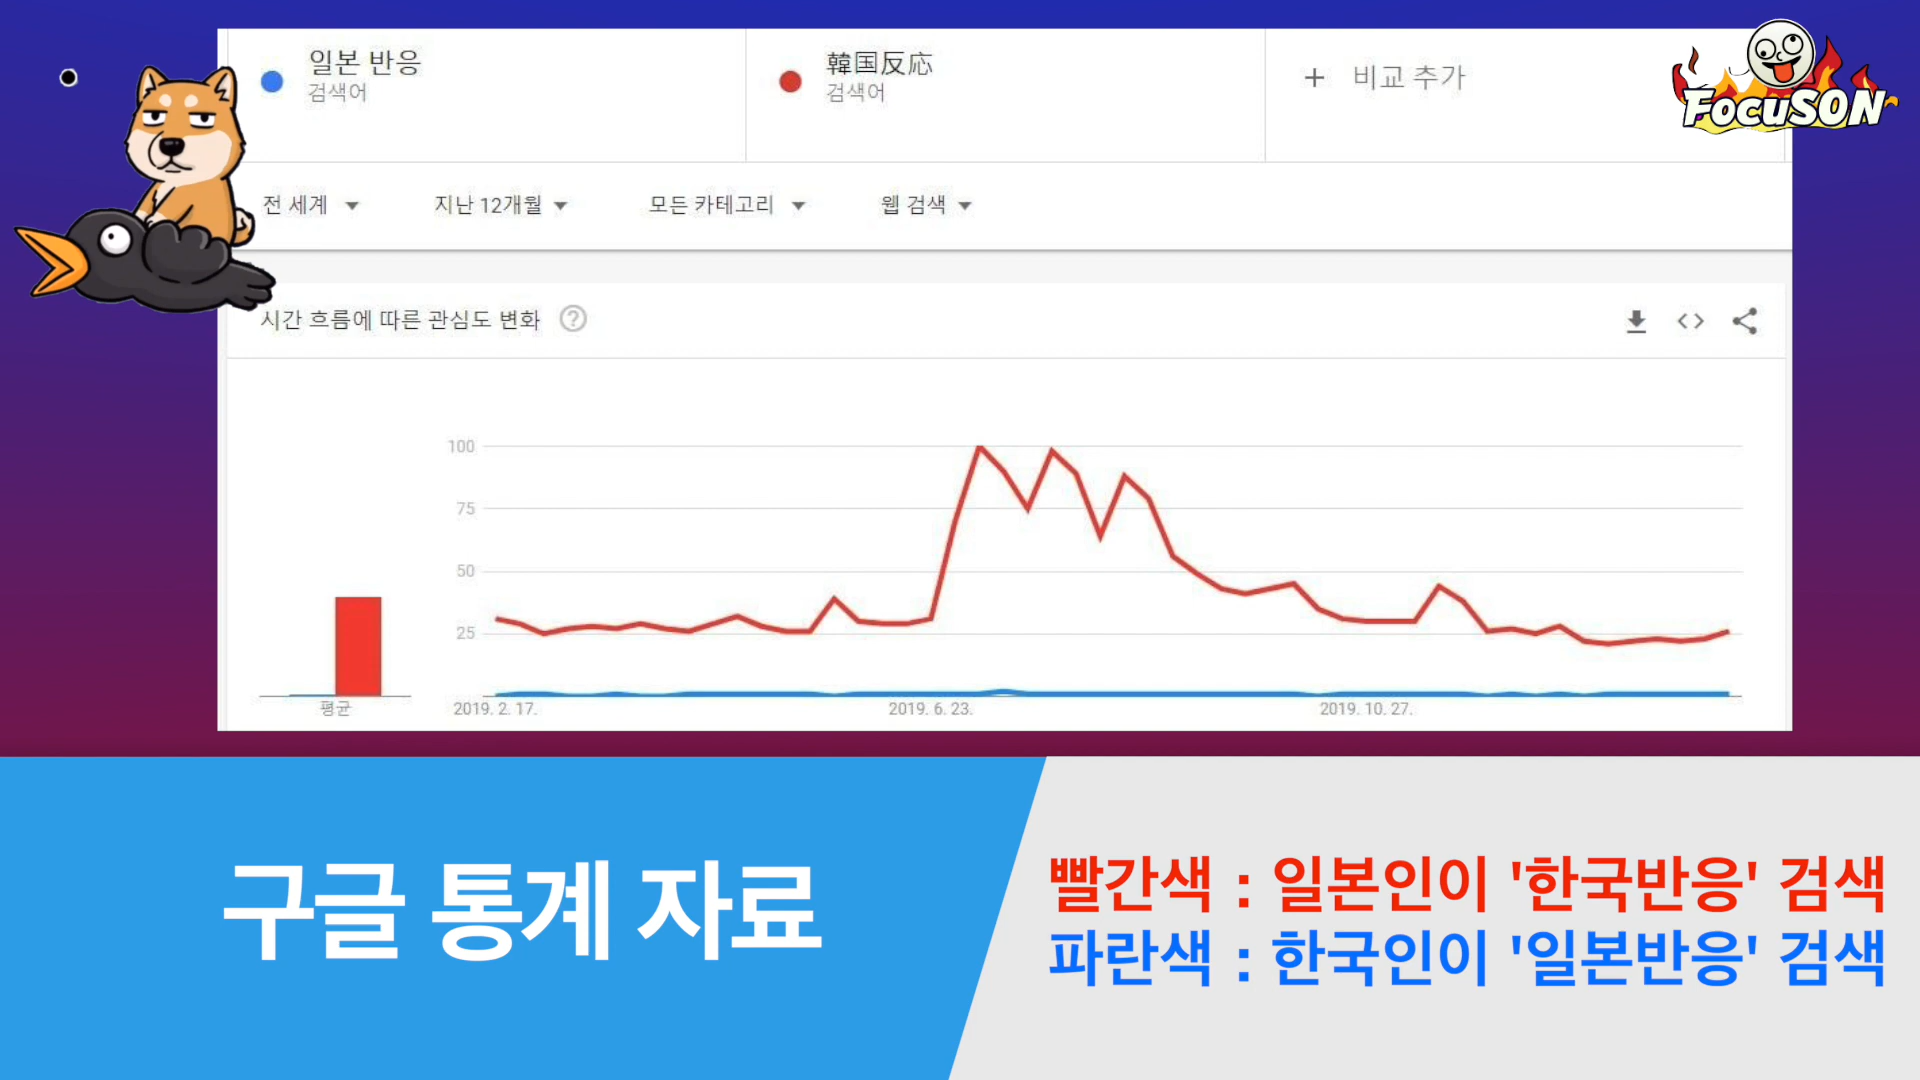 일본 반응
검색어
韓国反応
검색어
+ 비교 추가
FocuSON
전 세계
지난 12개월
모든 카테고리
웹 검색
시간 흐름에 따른 관심도 변화
?
100
75
50
25
평균
2019. 2. 17.
2019. 6. 23.
2019. 10. 27.
구글 통계 자료
빨간색 : 일본인이 '한국반응' 검색
파란색 : 한국인이 '일본반응' 검색